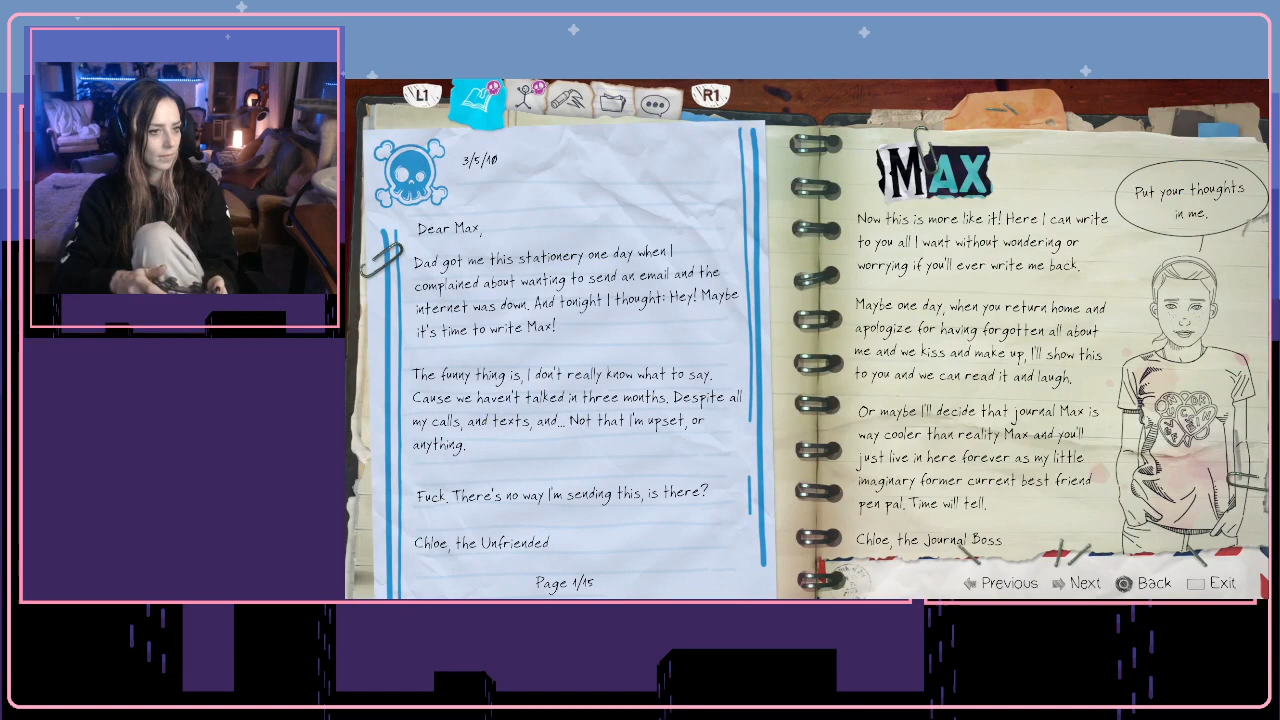 L1
R1
3/5/10
Dear Max,
Dad got me this stationery one day when I
complained about wanting to send an email and the
internet was down. And tonight I thought: Hey! Maybe
it's time to write Max!
The funny thing is, I don't really know what to say.
Cause we haven't talked in three months. Despite all
my calls, and texts, and... Not that I'm upset, or
anything.
Fuck. There's no way I'm sending this, is there?
Chloe, the Unfriended
Page 1/15
MAX
Put your thoughts
in me.
Now this is more like it! Here I can write
to you all I want without wondering or
worrying if you'll ever write me back.
Maybe one day, when you return home and
apologize for having forgotten all about
me and we kiss and make up, I'll show this
to you and we can read it and laugh.
Or maybe I'll decide that journal Max is
way cooler than reality Max and you'll
just live in here forever as my little
imaginary former current best friend
pen pal. Time will tell.
Chloe, the Journal Boss
Previous Next Back Exit